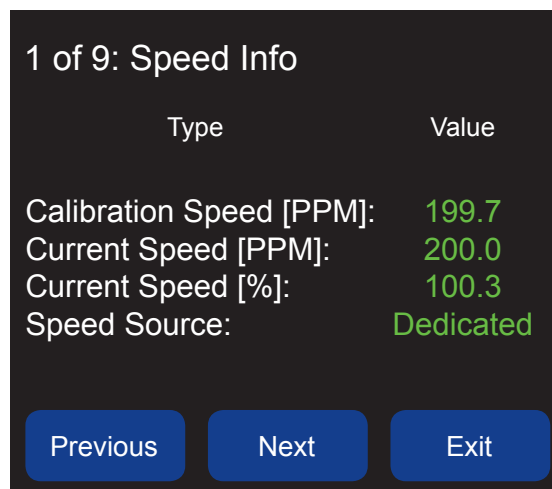 1 of 9: Speed Info
Type Value
Calibration Speed [PPM]: 199.7
Current Speed [PPM]: 200.0
Current Speed [%]: 100.3
Speed Source: Dedicated
Previous Next Exit